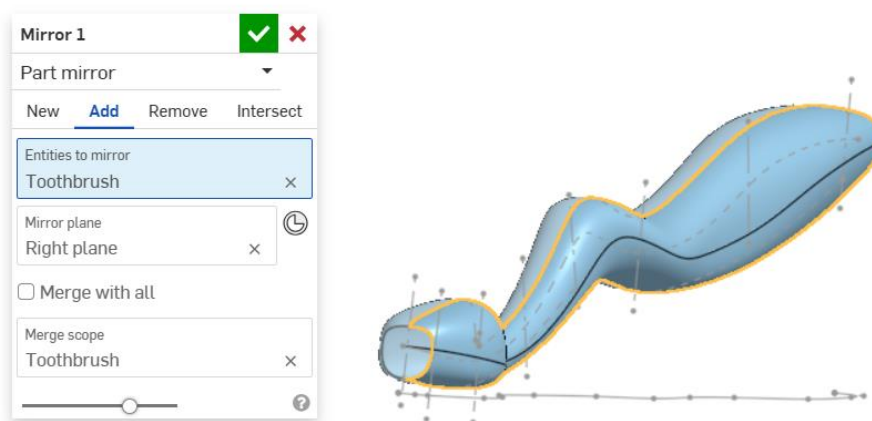 Mirror 1
Part mirror
New Add Remove Intersect
Entities to mirror
Toothbrush
Mirror plane
Right plane
Merge with all
Merge scope
Toothbrush